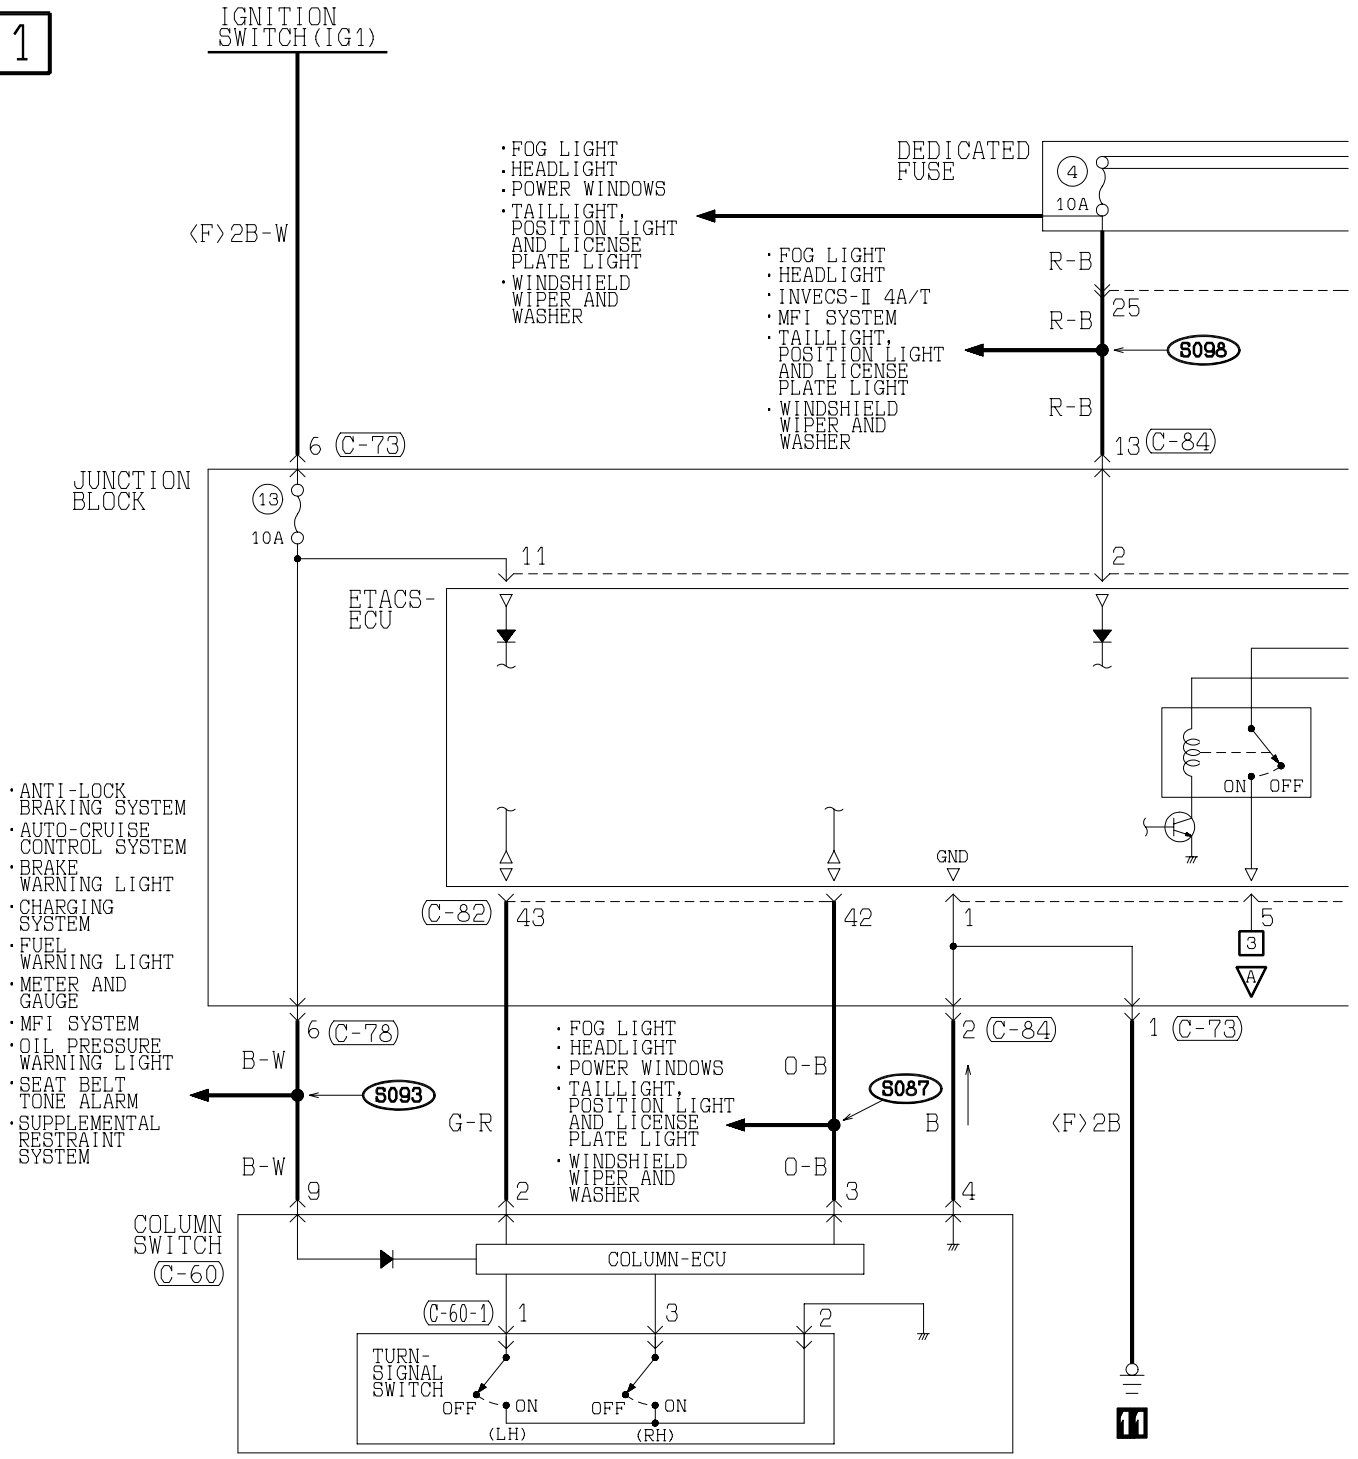 1
IGNITION
SWITCH(IG1)
・FOG LIGHT
・HEADLIGHT
・POWER WINDOWS
・TAILLIGHT,
POSITION LIGHT
AND LICENSE
PLATE LIGHT
・WINDSHIELD
WIPER AND
WASHER
DEDICATED
FUSE
4
10A
<F>2B-W
R-B
・FOG LIGHT
・HEADLIGHT
・INVECS-Ⅱ 4A/T
・MFI SYSTEM
・TAILLIGHT,
POSITION LIGHT
AND LICENSE
PLATE LIGHT
・WINDSHIELD
WIPER AND
WASHER
25
R-B
S098
R-B
6 (C-73)
13 (C-84)
JUNCTION
BLOCK
13
10A
11
2
ETACS-
ECU
ON OFF
GND
・ANTI-LOCK
BRAKING SYSTEM
・AUTO-CRUISE
CONTROL SYSTEM
・BRAKE
WARNING LIGHT
・CHARGING
SYSTEM
・FUEL
WARNING LIGHT
・METER AND
GAUGE
・MFI SYSTEM
・OIL PRESSURE
WARNING LIGHT
・SEAT BELT
TONE ALARM
・SUPPLEMENTAL
RESTRAINT
SYSTEM
(C-82) 43
42
1
5
3
A
6 (C-78)
2 (C-84)
1 (C-73)
B-W
S093
B-W
G-R
・FOG LIGHT
・HEADLIGHT
・POWER WINDOWS
・TAILLIGHT,
POSITION LIGHT
AND LICENSE
PLATE LIGHT
・WINDSHIELD
WIPER AND
WASHER
O-B
S087
O-B
B
<F>2B
9
2
3
4
COLUMN
SWITCH
(C-60)
COLUMN-ECU
(C-60-1) 1
3
2
TURN-
SIGNAL
SWITCH
OFF ON
(LH)
OFF ON
(RH)
11